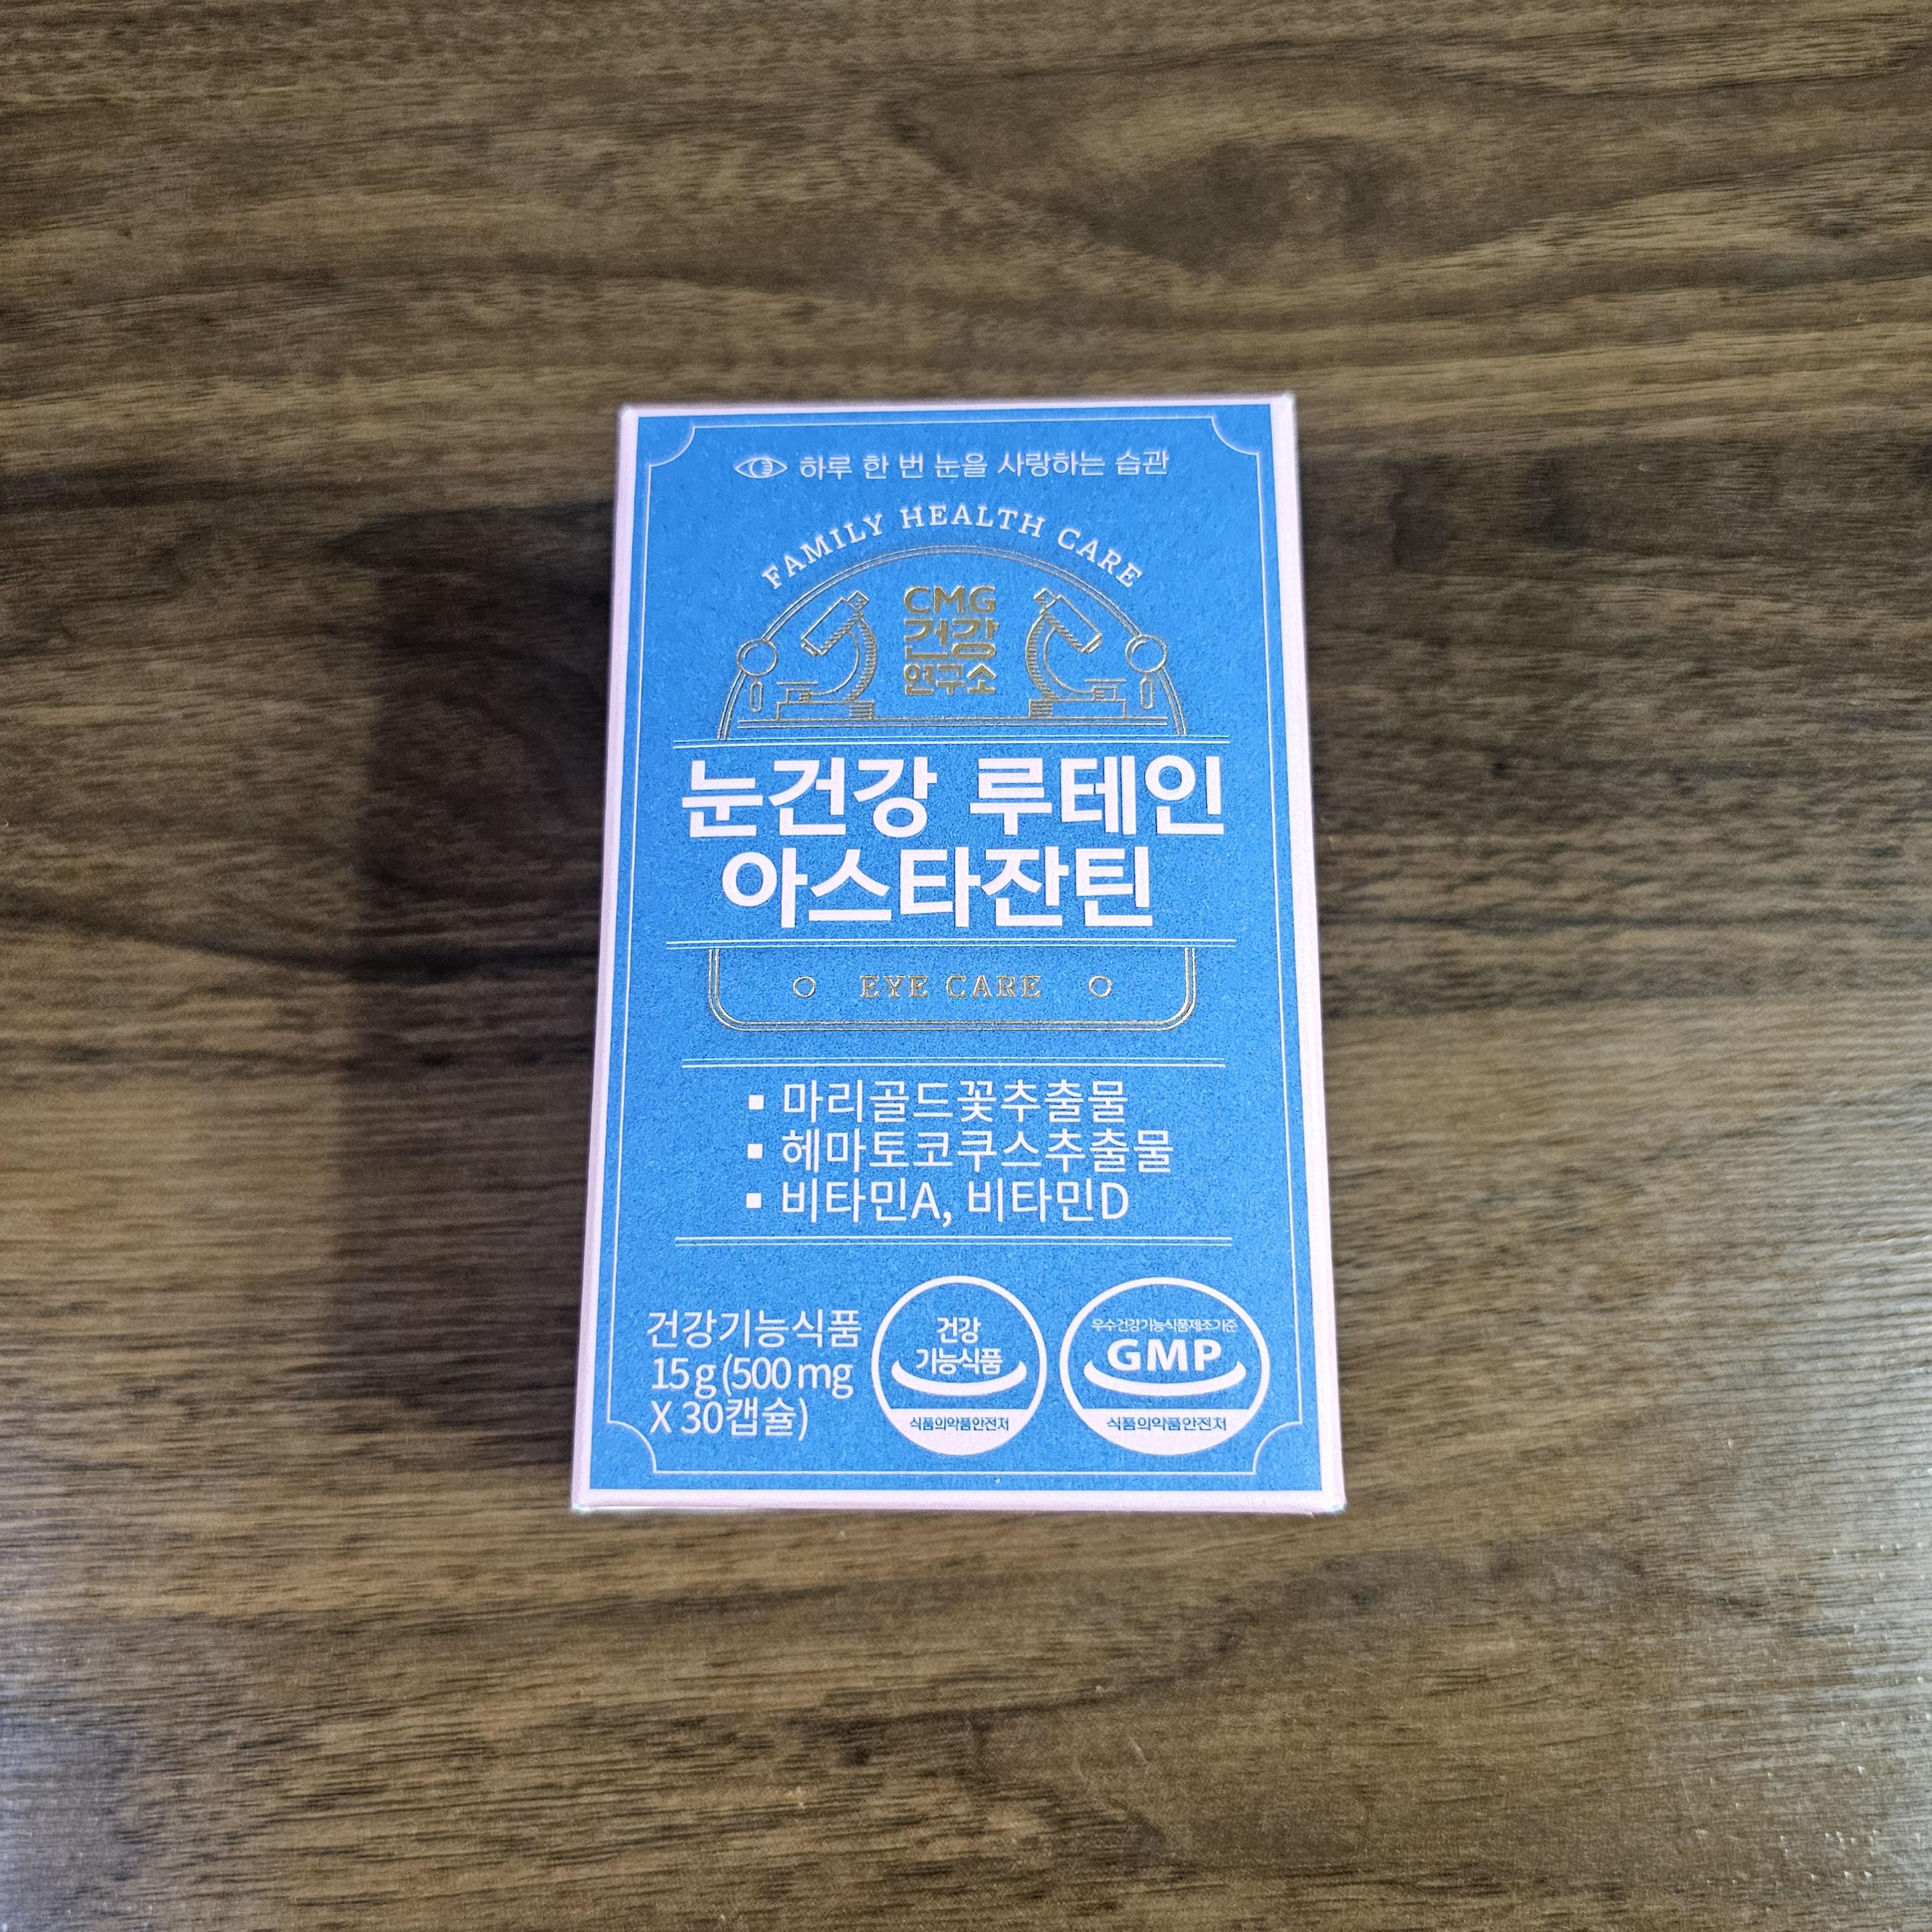 하루 한 번 눈을 사랑하는 습관
FAMILY HEALTH CARE
CMG
건강
연구소
눈건강 루테인
아스타잔틴
EYE CARE
▪ 마리골드꽃추출물
▪ 헤마토코쿠스추출물
▪ 비타민A, 비타민D
건강기능식품
15 g (500 mg
X 30캡슐)
건강
기능식품
식품의약품안전처
우수건강기능식품제조기준
GMP
식품의약품안전처